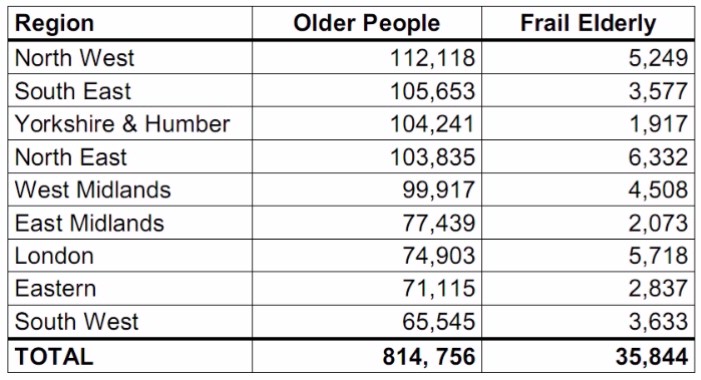 Region Older People Frail Elderly
North West 112,118 5,249
South East 105,653 3,577
Yorkshire & Humber 104,241 1,917
North East 103,835 6,332
West Midlands 99,917 4,508
East Midlands 77,439 2,073
London 74,903 5,718
Eastern 71,115 2,837
South West 65,545 3,633
TOTAL 814, 756 35,844